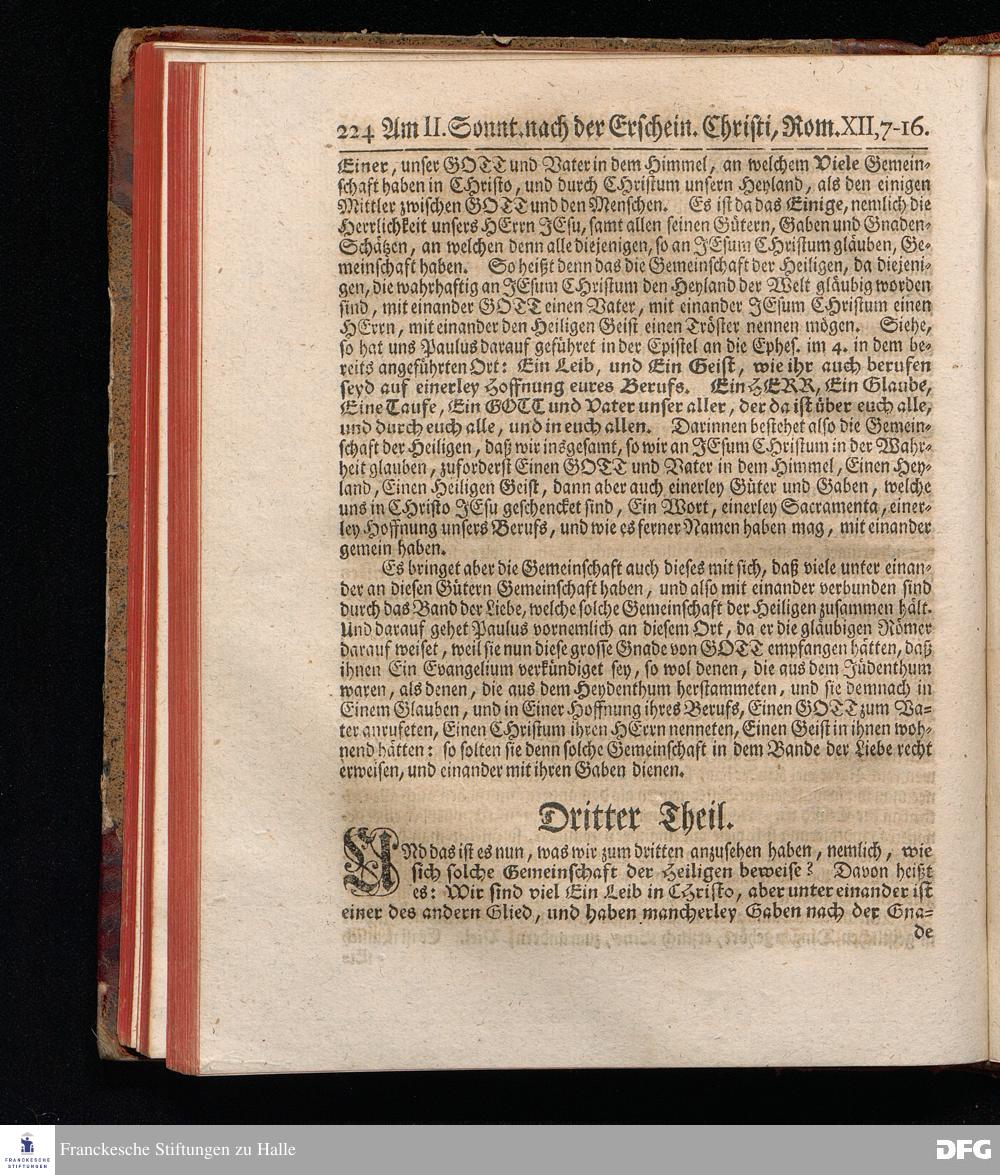 224 Am II. Sonnt. nach der Erschein. Christi, Rom. XII, 7-16.
Einer, unser GOTT und Vater in dem Himmel, an welchem Viele Gemein-
schaft haben in CHristo, und durch CHristum unsern Heyland, als den einigen
Mittler zwischen GOTT und den Menschen. Es ist da das Einige, nemlich die
Herrlichkeit unsers HErrn JEsu, samt allen seinen Gütern, Gaben und Gnaden-
Schätzen, an welchen denn alle diejenigen, so an JEsum CHristum gläuben, Ge-
meinschaft haben. So heißt denn das die Gemeinschaft der Heiligen, da diejeni-
gen, die wahrhaftig an JEsum CHristum den Heyland der Welt gläubig worden
sind, mit einander GOTT einen Vater, mit einander JEsum CHristum einen
HErrn, mit einander den Heiligen Geist einen Tröster nennen mögen. Siehe,
so hat uns Paulus darauf geführet in der Epistel an die Ephes. im 4. in dem be-
reits angeführten Ort: Ein Leib, und Ein Geist, wie ihr auch berufen
seyd auf einerley Hoffnung eures Berufs. Ein HERR, Ein Glaube,
Eine Taufe, Ein GOTT und Vater unser aller, der da ist über euch alle,
und durch euch alle, und in euch allen. Darinnen bestehet also die Gemein-
schaft der Heiligen, daß wir insgesamt, so wir an JEsum CHristum in der Wahr-
heit glauben, zuforderst Einen GOTT und Vater in dem Himmel, Einen Hey-
land, Einen Heiligen Geist, dann aber auch einerley Güter und Gaben, welche
uns in CHristo JEsu geschencket sind, Ein Wort, einerley Sacramenta, einer-
ley Hoffnung unsers Berufs, und wie es ferner Namen haben mag, mit einander
gemein haben.
Es bringet aber die Gemeinschaft auch dieses mit sich, daß viele unter einan-
der an diesen Gütern Gemeinschaft haben, und also mit einander verbunden sind
durch das Band der Liebe, welche solche Gemeinschaft der Heiligen zusammen hält.
Und darauf gehet Paulus vornemlich an diesem Ort, da er die gläubigen Römer
darauf weiset, weil sie nun diese grosse Gnade von GOTT empfangen hätten, daß
ihnen Ein Evangelium verkündiget sey, so wol denen, die aus dem Jüdenthum
waren, als denen, die aus dem Heydenthum herstammeten, und sie demnach in
Einem Glauben, und in Einer Hoffnung ihres Berufs, Einen GOTT zum Va-
ter anrufeten, Einen CHristum ihren HErrn nenneten, Einen Geist in ihnen woh-
nend hätten: so solten sie denn solche Gemeinschaft in dem Bande der Liebe recht
erweisen, und einander mit ihren Gaben dienen.
Dritter Theil.
UNd das ist es nun, was wir zum dritten anzusehen haben, nemlich, wie
sich solche Gemeinschaft der Heiligen beweise? Davon heißt
es: Wir sind viel Ein Leib in CHristo, aber unter einander ist
einer des andern Glied, und haben mancherley Gaben nach der Gna-
de
FRANCKESCHE
STIFTUNGEN
Franckesche Stiftungen zu Halle
DFG